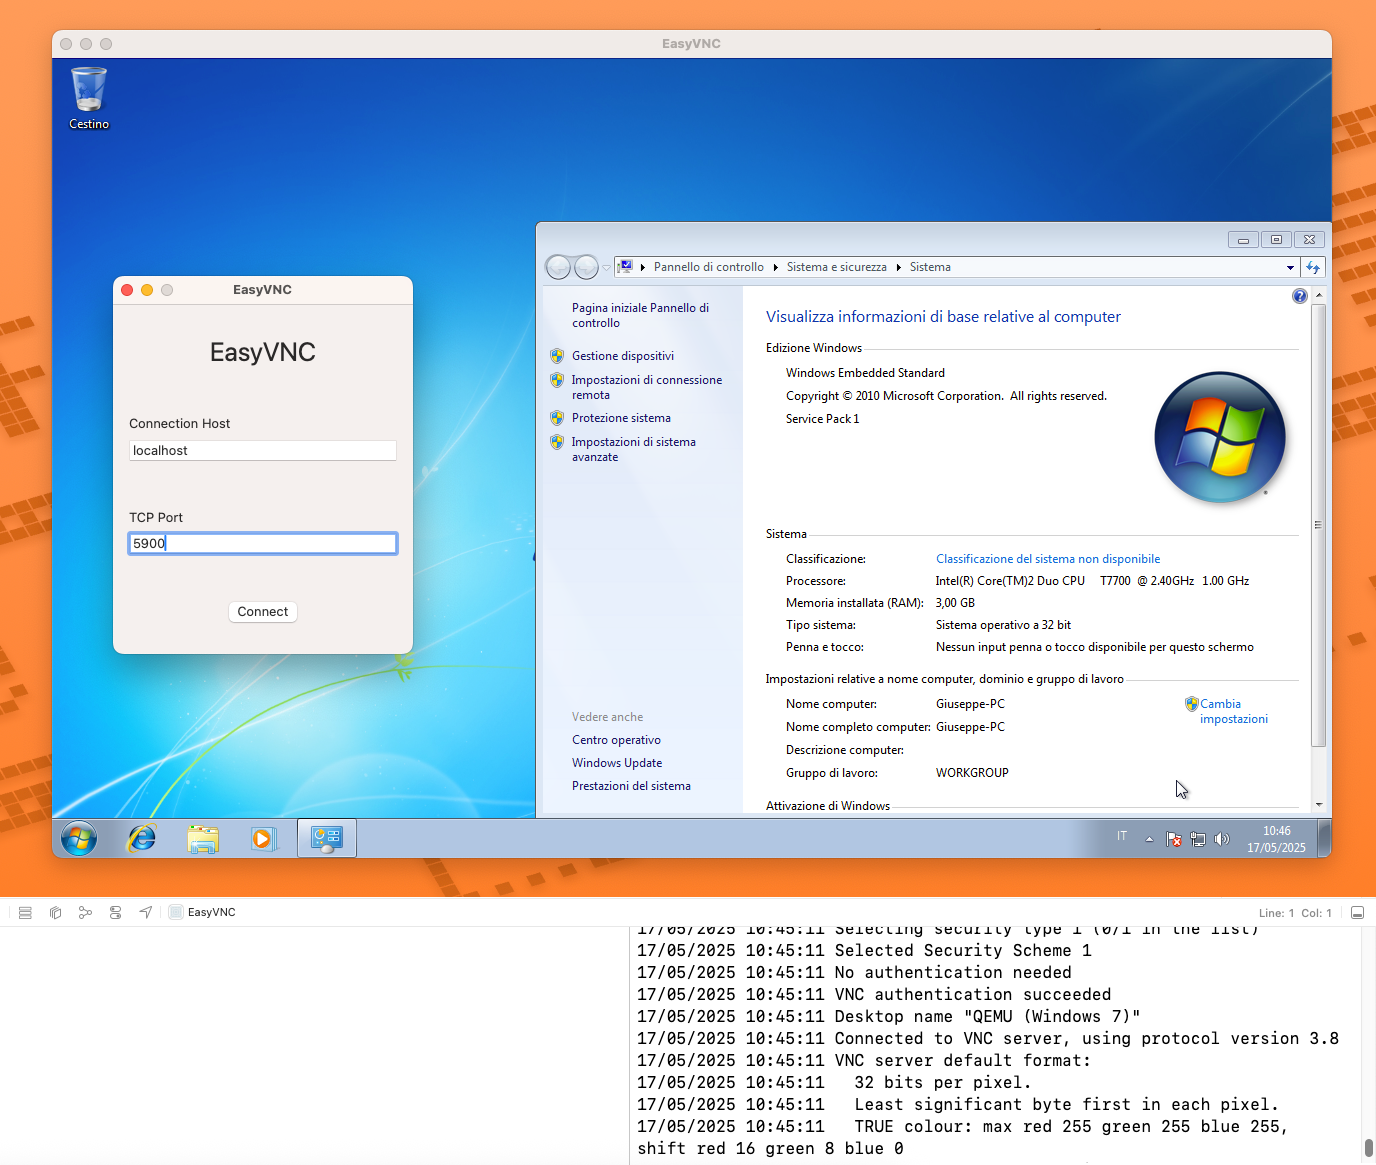 EasyVNC
Cestino
EasyVNC
EasyVNC
Connection Host
localhost
TCP Port
5900
Connect
Pannello di controllo
Sistema e sicurezza
Sistema
Pagina iniziale Pannello di
controllo
Gestione dispositivi
Impostazioni di connessione
remota
Protezione sistema
Impostazioni di sistema
avanzate
Vedere anche
Centro operativo
Windows Update
Prestazioni del sistema
Visualizza informazioni di base relative al computer
Edizione Windows
Windows Embedded Standard
Copyright © 2010 Microsoft Corporation. All rights reserved.
Service Pack 1
Sistema
Classificazione: Classificazione del sistema non disponibile
Processore: Intel(R) Core(TM)2 Duo CPU T7700 @ 2.40GHz 1.00 GHz
Memoria installata (RAM): 3,00 GB
Tipo sistema: Sistema operativo a 32 bit
Penna e tocco: Nessun input penna o tocco disponibile per questo schermo
Impostazioni relative a nome computer, dominio e gruppo di lavoro
Nome computer: Giuseppe-PC
Cambia
impostazioni
Nome completo computer: Giuseppe-PC
Descrizione computer:
Gruppo di lavoro: WORKGROUP
Attivazione di Windows
IT
10:46
17/05/2025
EasyVNC
Line: 1 Col: 1
17/05/2025 10:45:11 Selecting security type 1 (0/1 in the list)
17/05/2025 10:45:11 Selected Security Scheme 1
17/05/2025 10:45:11 No authentication needed
17/05/2025 10:45:11 VNC authentication succeeded
17/05/2025 10:45:11 Desktop name "QEMU (Windows 7)"
17/05/2025 10:45:11 Connected to VNC server, using protocol version 3.8
17/05/2025 10:45:11 VNC server default format:
17/05/2025 10:45:11 32 bits per pixel.
17/05/2025 10:45:11 Least significant byte first in each pixel.
17/05/2025 10:45:11 TRUE colour: max red 255 green 255 blue 255,
shift red 16 green 8 blue 0